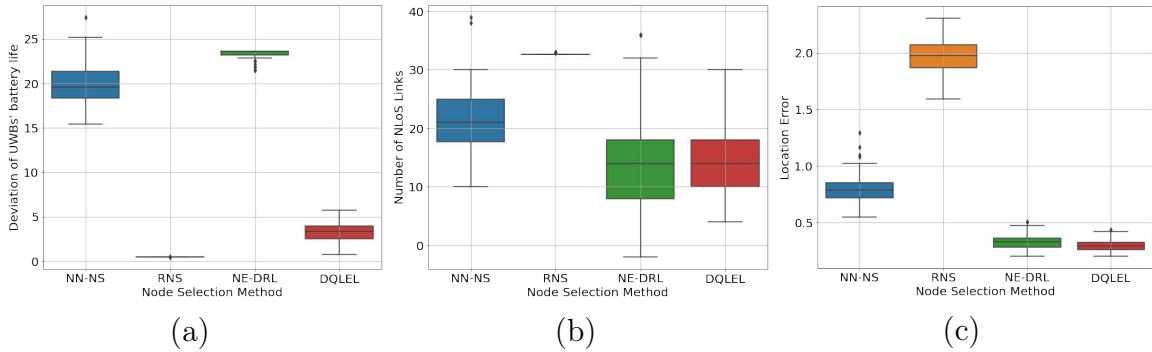 Deviation of UWBs' battery life
25
20
15
10
5
0
NN-NS RNS NE-DRL DQLEL
Node Selection Method
(a)
Number of NLoS Links
40
30
20
10
0
NN-NS RNS NE-DRL DQLEL
Node Selection Method
(b)
Location Error
2.0
1.5
1.0
0.5
NN-NS RNS NE-DRL DQLEL
Node Selection Method
(c)